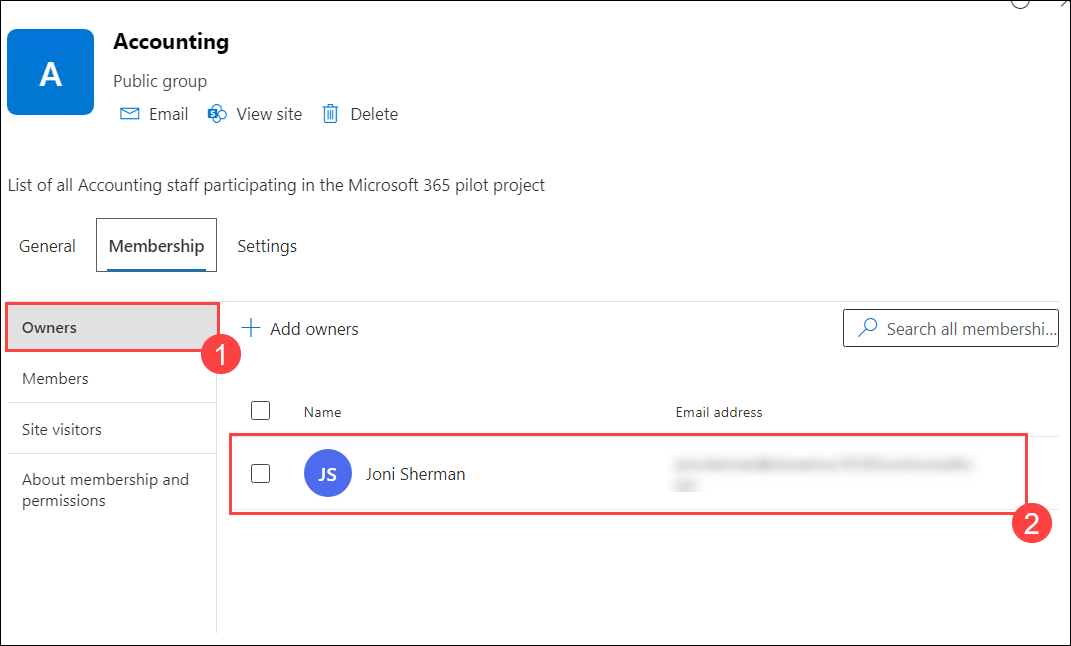 A
Accounting
Public group
Email View site Delete
List of all Accounting staff participating in the Microsoft 365 pilot project
General Membership Settings
Owners
1
Members
Site visitors
About membership and
permissions
Add owners
Search all membershi...
Name Email address
JS Joni Sherman
2